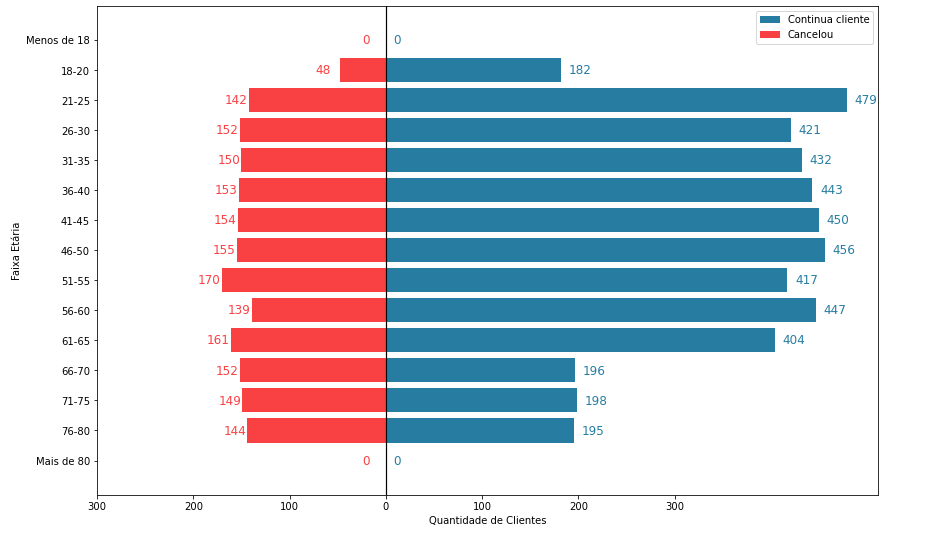 Continua cliente
Cancelou
Menos de 18 0 0
18-20 48 182
21-25 142 479
26-30 152 421
31-35 150 432
36-40 153 443
41-45 154 450
46-50 155 456
51-55 170 417
56-60 139 447
61-65 161 404
66-70 152 196
71-75 149 198
76-80 144 195
Mais de 80 0 0
Faixa Etária
300 200 100 0 100 200 300
Quantidade de Clientes